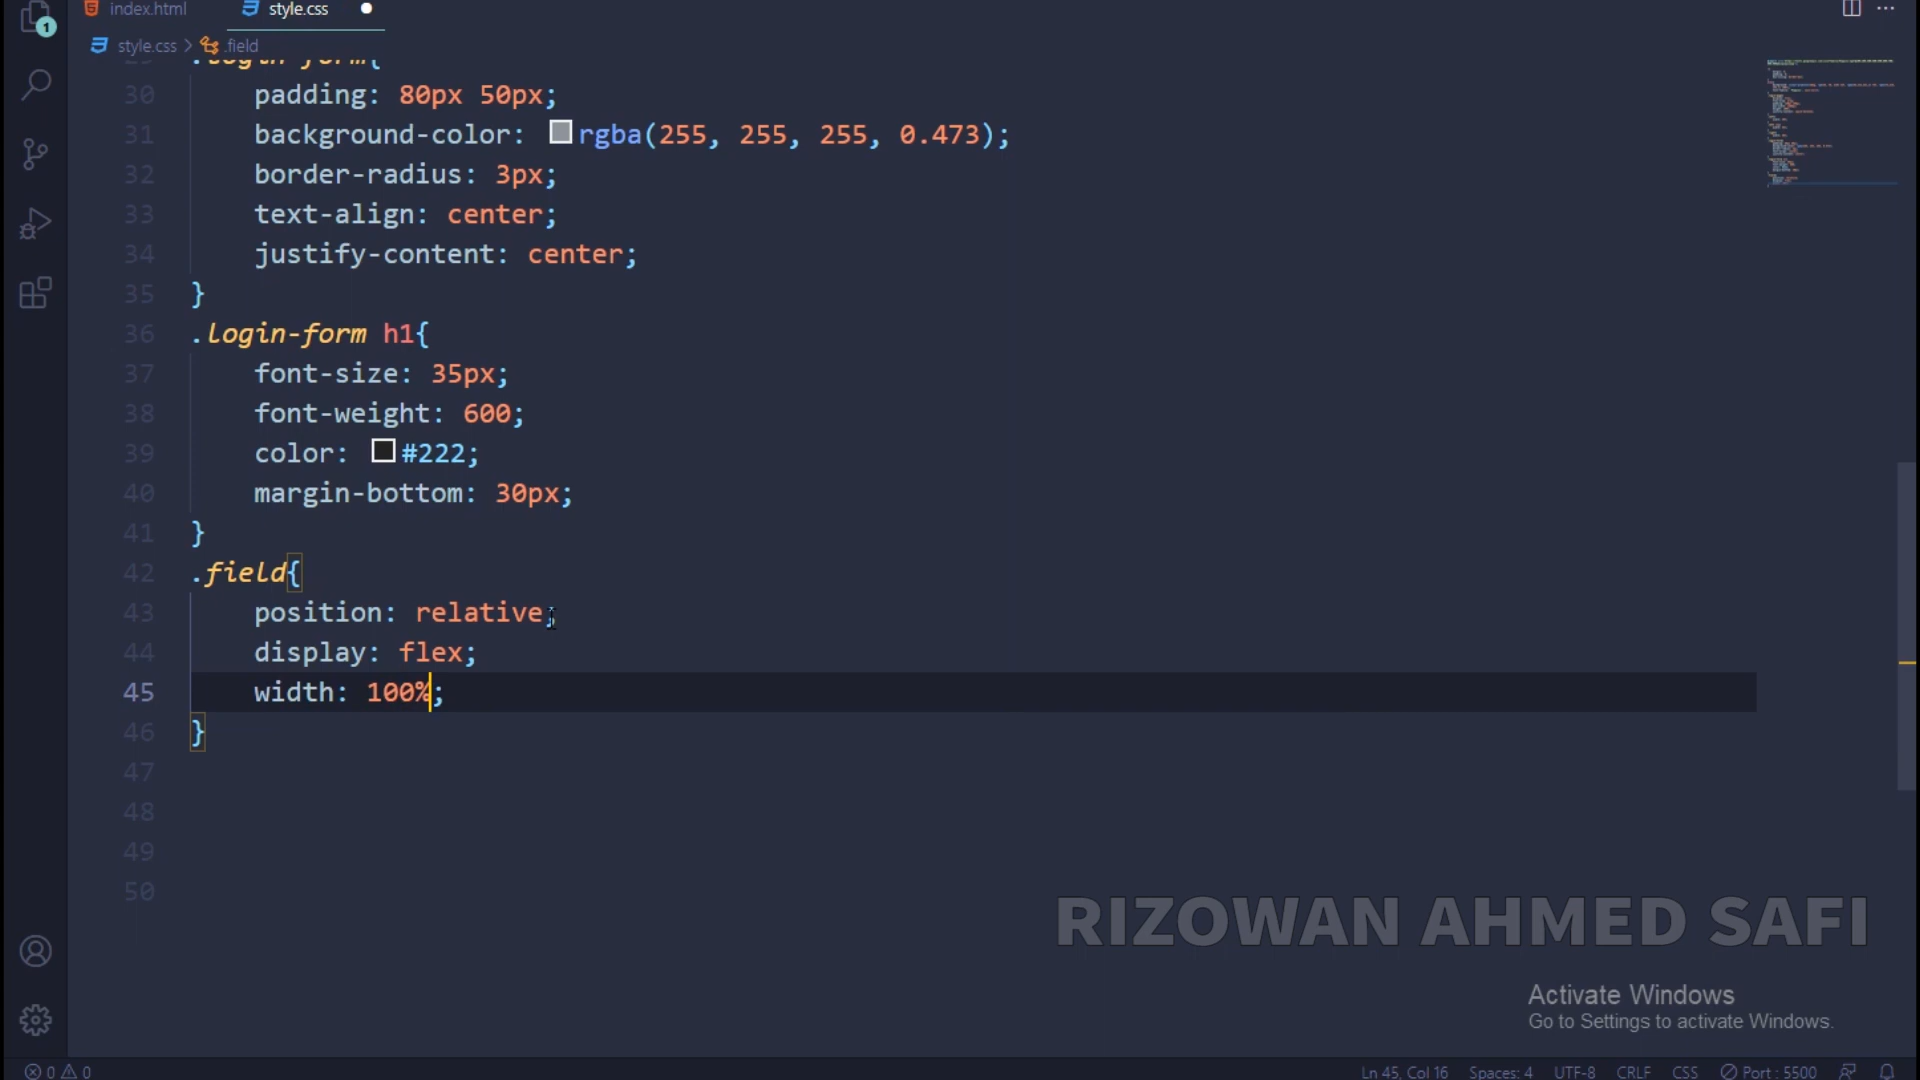 index.html
style.css
style.css > .field
.login-form{
30 padding: 80px 50px;
31 background-color: rgba(255, 255, 255, 0.473);
32 border-radius: 3px;
33 text-align: center;
34 justify-content: center;
35 }
36 .login-form h1{
37 font-size: 35px;
38 font-weight: 600;
39 color: #222;
40 margin-bottom: 30px;
41 }
42 .field{
43 position: relative;
44 display: flex;
45 width: 100%;
46 }
47
48
49
50
1
RIZOWAN AHMED SAFI
Activate Windows
Go to Settings to activate Windows.
0 0 Ln 45, Col 16 Spaces: 4 UTF-8 CRLF CSS Port : 5500